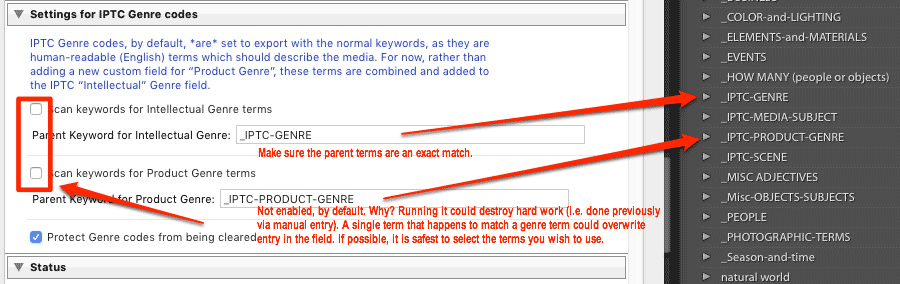 Settings for IPTC Genre codes
IPTC Genre codes, by default, *are* set to export with the normal keywords, as they are
human-readable (English) terms which should describe the media. For now, rather than
adding a new custom field for “Product Genre”, these terms are combined and added to
the IPTC “Intellectual” Genre field.
Scan keywords for Intellectual Genre terms
Parent Keyword for Intellectual Genre: _IPTC-GENRE
Make sure the parent terms are an exact match.
Scan keywords for Product Genre terms
Parent Keyword for Product Genre: _IPTC-PRODUCT-GENRE
Not enabled, by default. Why? Running it could destroy hard work (i.e. done previously
via manual entry). A single term that happens to match a genre term could overwrite
entry in the field. If possible, it is safest to select the terms you wish to use.
Protect Genre codes from being cleared
Status
_COLOR-and-LIGHTING
_ELEMENTS-and-MATERIALS
_EVENTS
_HOW MANY (people or objects)
_IPTC-GENRE
_IPTC-MEDIA-SUBJECT
_IPTC-PRODUCT-GENRE
_IPTC-SCENE
_MISC ADJECTIVES
_Misc-OBJECTS-SUBJECTS
_PEOPLE
_PHOTOGRAPHIC-TERMS
_Season-and-time
natural world